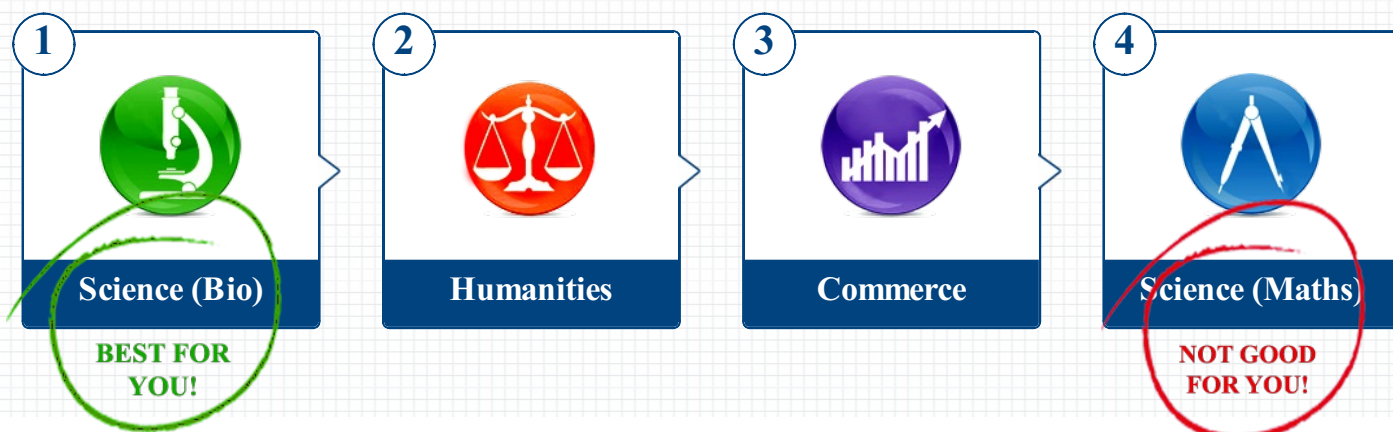 1
2
3
4
Science (Bio)
Humanities
Commerce
Science (Maths)
BEST FOR
YOU!
NOT GOOD
FOR YOU!